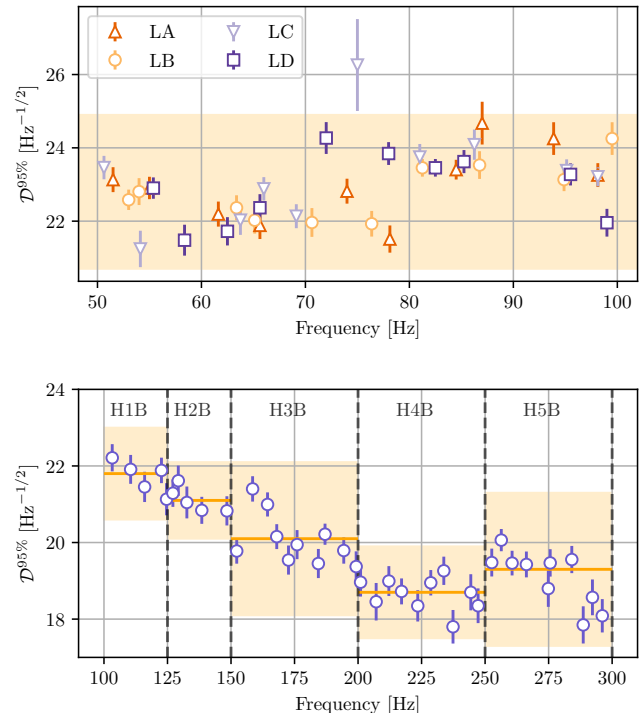 LA LC
LB LD
26
24
22
𝒟^95% [Hz^−1/2]
50 60 70 80 90 100
Frequency [Hz]
24
22
20
18
𝒟^95% [Hz^−1/2]
H1B H2B H3B H4B H5B
100 125 150 175 200 225 250 275 300
Frequency [Hz]